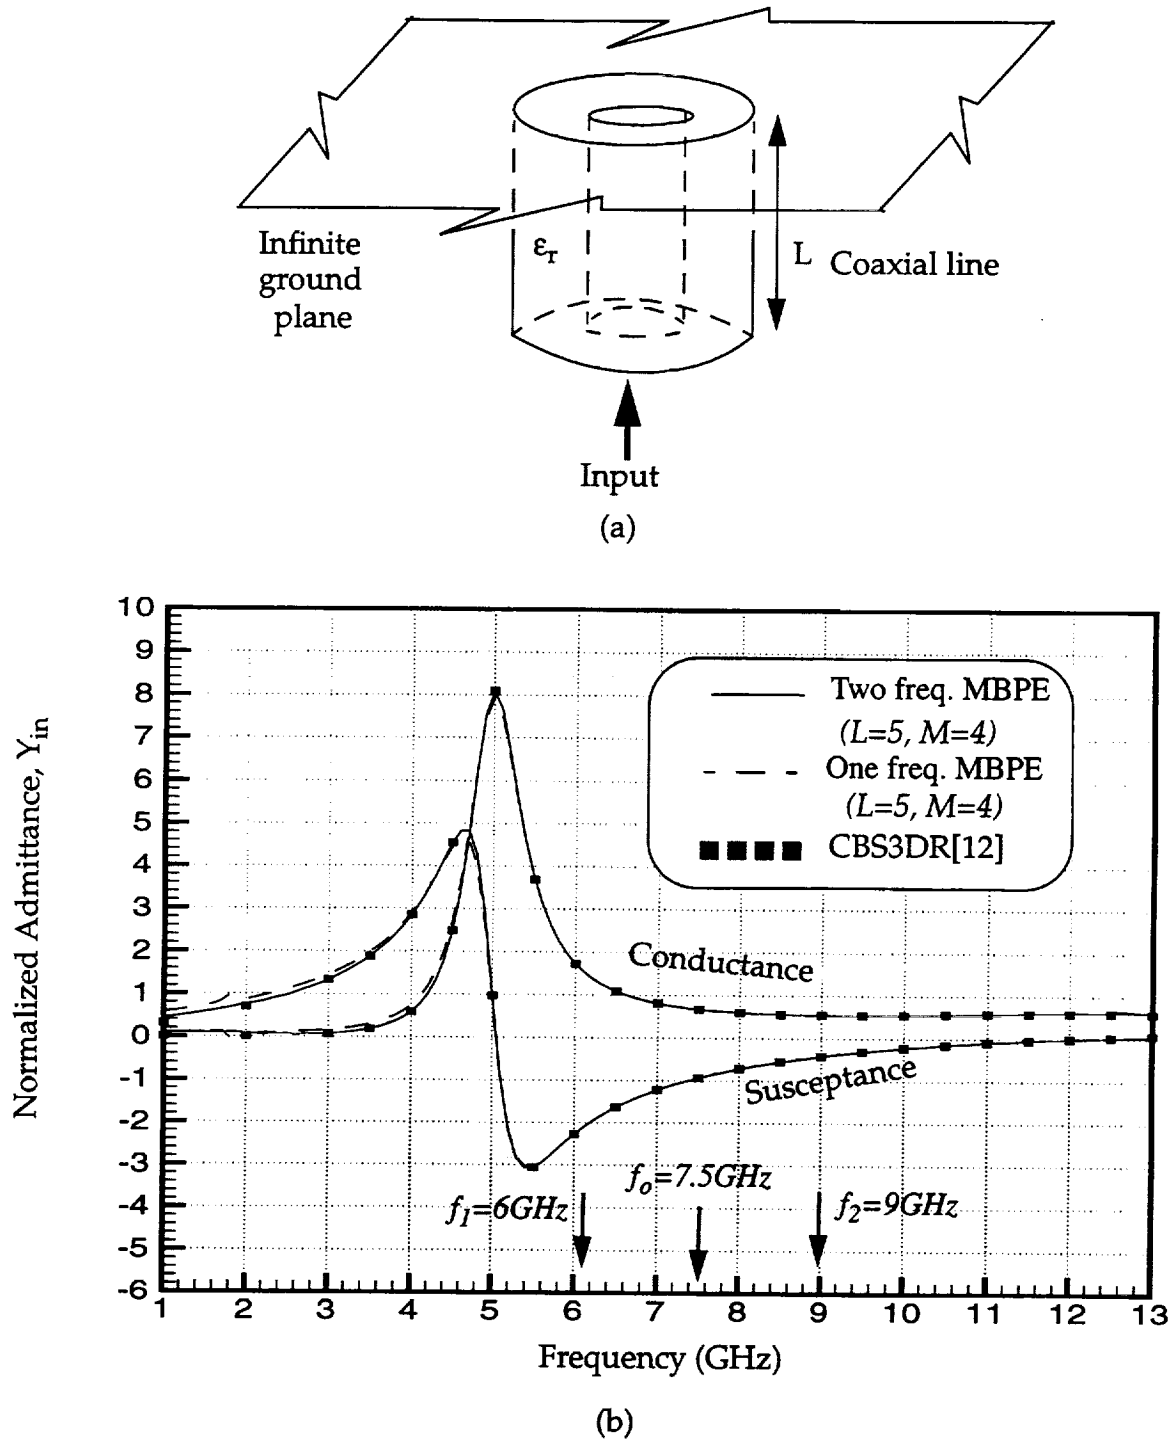 Infinite
ground
plane
εr
L
Coaxial line
Input
(a)
Normalized Admittance, Yin
10
9
8
7
6
5
4
3
2
1
0
-1
-2
-3
-4
-5
-6
Two freq. MBPE
(L=5, M=4)
One freq. MBPE
(L=5, M=4)
CBS3DR[12]
Conductance
Susceptance
f1=6GHz
fo=7.5GHz
f2=9GHz
1 2 3 4 5 6 7 8 9 10 11 12 13
Frequency (GHz)
(b)